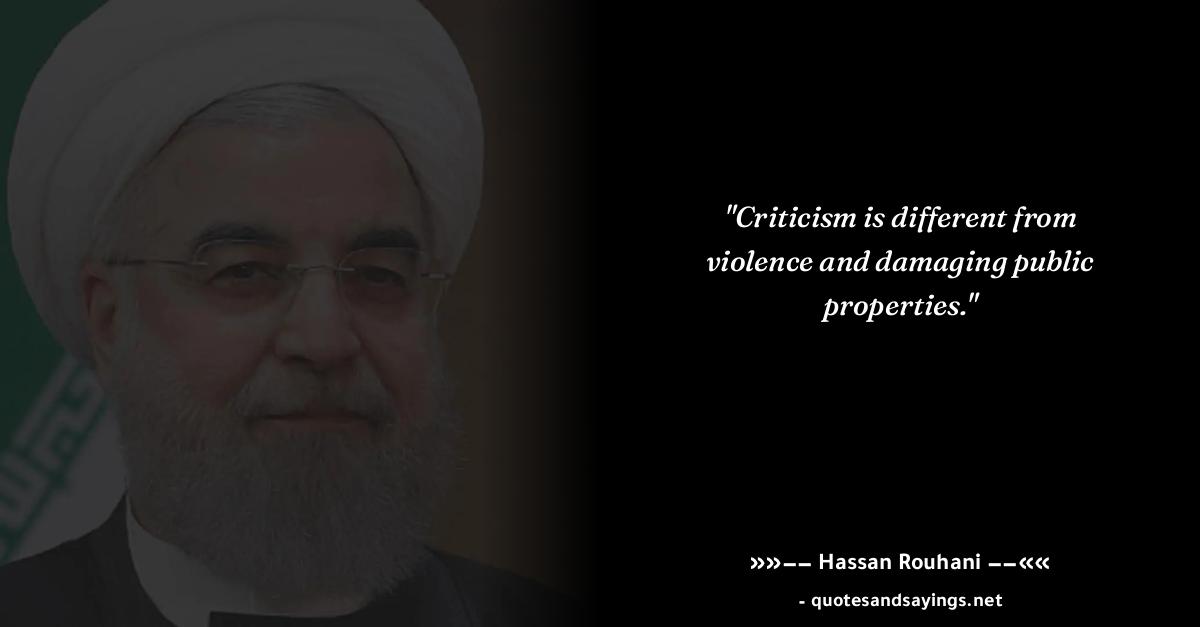 "Criticism is different from
violence and damaging public
properties."
»»−− Hassan Rouhani −−««
- quotesandsayings.net